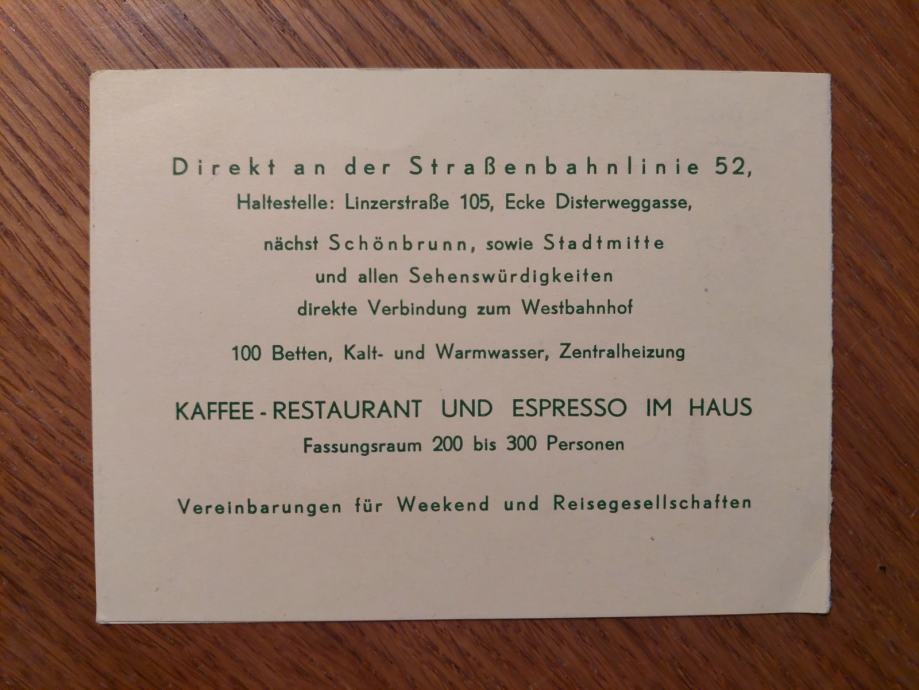 Direkt an der Straßenbahnlinie 52,
Haltestelle: Linzerstraße 105, Ecke Disterweggasse,
nächst Schönbrunn, sowie Stadtmitte
und allen Sehenswürdigkeiten
direkte Verbindung zum Westbahnhof
100 Betten, Kalt- und Warmwasser, Zentralheizung
KAFFEE-RESTAURANT UND ESPRESSO IM HAUS
Fassungsraum 200 bis 300 Personen
Vereinbarungen für Weekend und Reisegesellschaften